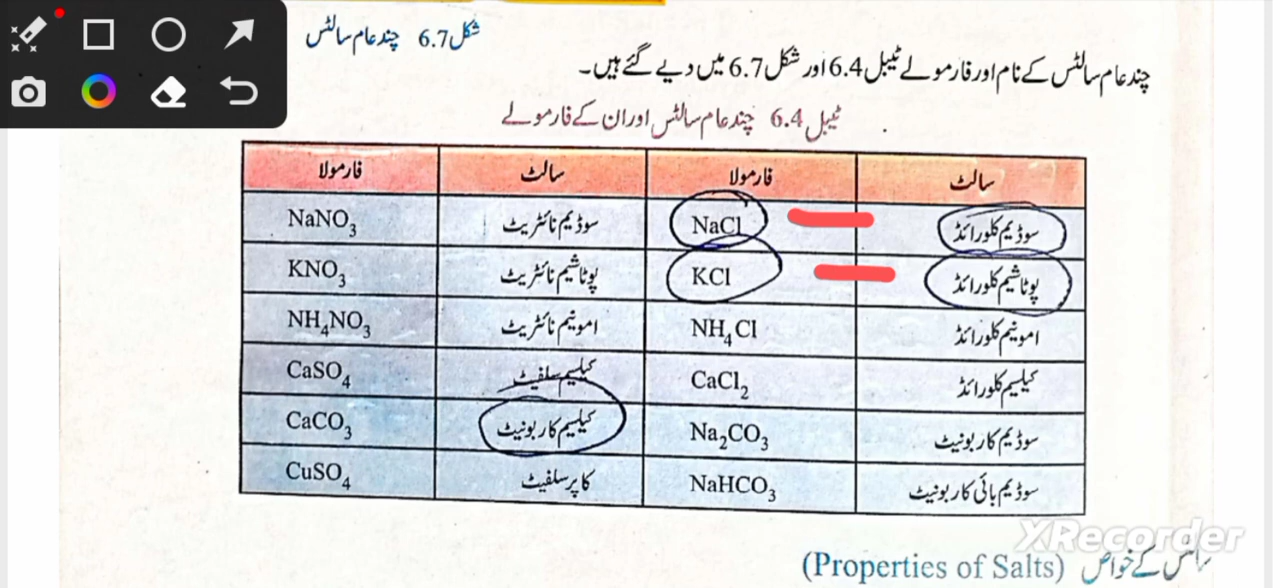 شکل 6.7 چند عام سالٹس
چند عام سالٹس کے نام اور فارمولے ٹیبل 6.4 اور شکل 6.7 میں دیے گئے ہیں۔
ٹیبل 6.4 چند عام سالٹس اور ان کے فارمولے
سالٹ فارمولا سالٹ فارمولا
سوڈیم کلورائڈ NaCl سوڈیم نائٹریٹ NaNO₃
پوٹاشیم کلورائڈ KCl پوٹاشیم نائٹریٹ KNO₃
امونیم کلورائڈ NH₄Cl امونیم نائٹریٹ NH₄NO₃
کیلسیم کلورائڈ CaCl₂ کیلسیم سلفیٹ CaSO₄
سوڈیم کاربونیٹ Na₂CO₃ کیلسیم کاربونیٹ CaCO₃
سوڈیم بائی کاربونیٹ NaHCO₃ کاپر سلفیٹ CuSO₄
XRecorder
کے خواص (Properties of Salts)